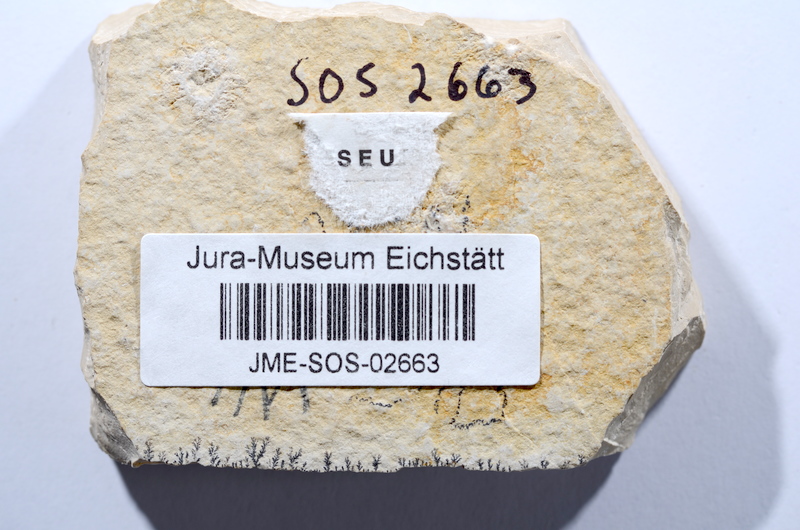 SOS 2663
SEU
Jura-Museum Eichstätt
JME-SOS-02663